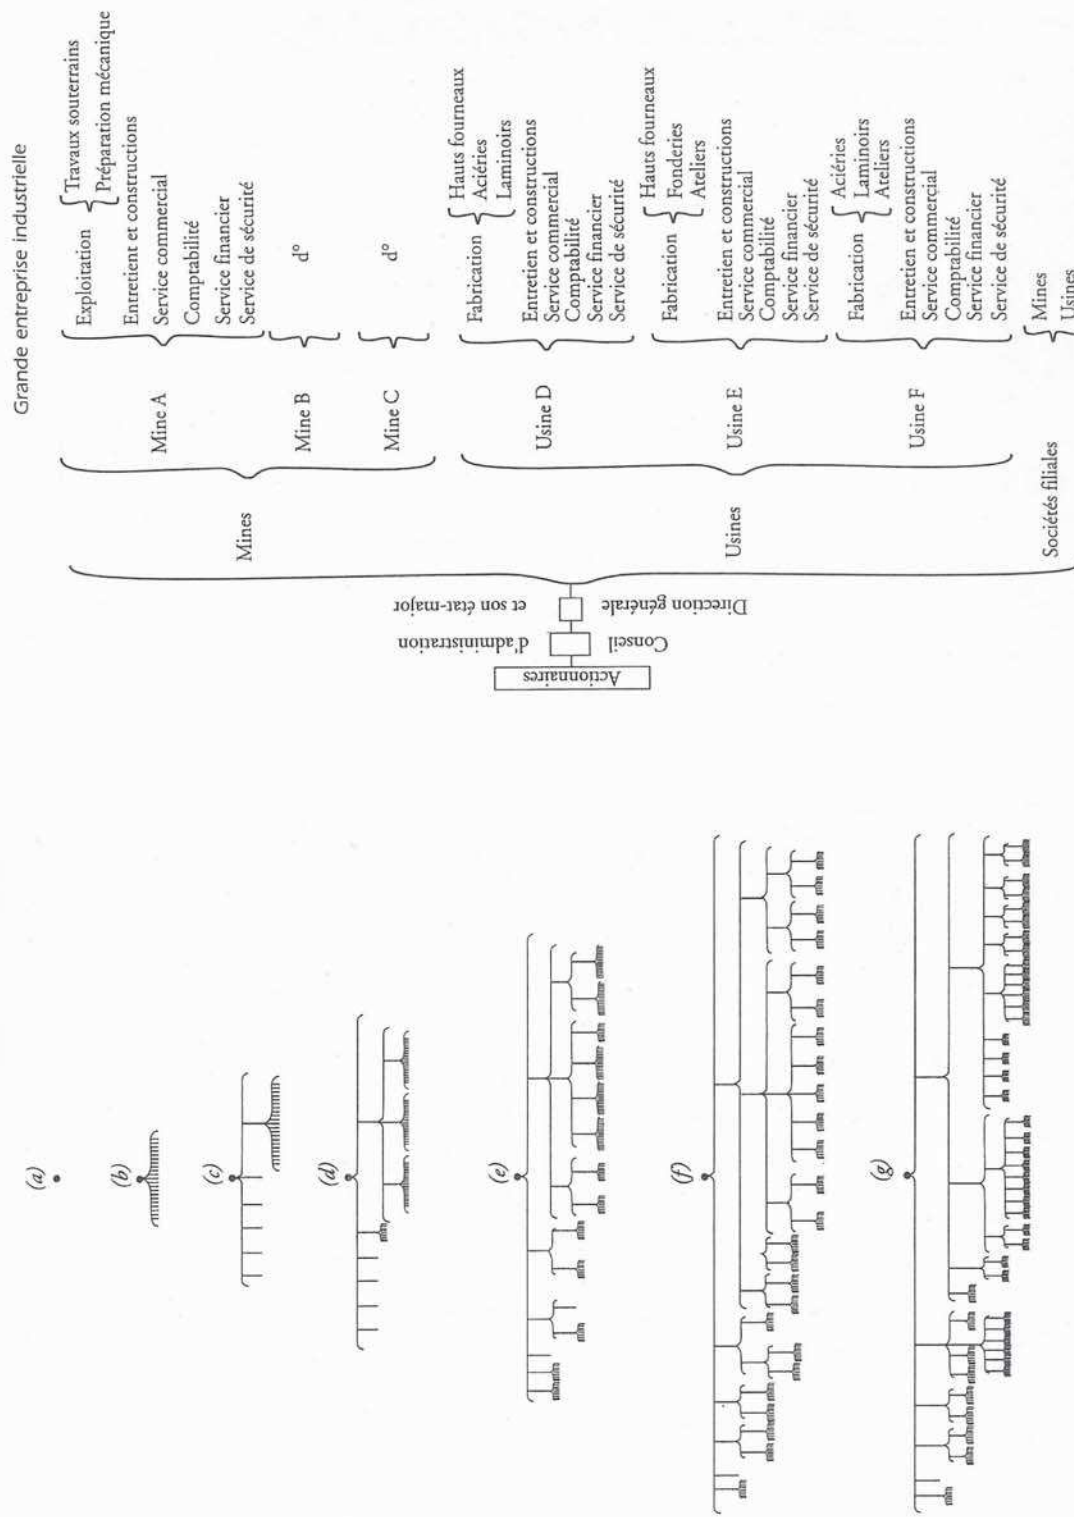 Grande entreprise industrielle
Actionnaires
Conseil
d'administration
Direction générale
et son état-major
Mines
Mine A
Exploitation
Travaux souterrains
Préparation mécanique
Entretient et constructions
Service commercial
Comptabilité
Service financier
Service de sécurité
Mine B
d°
Mine C
d°
Usines
Usine D
Fabrication
Hauts fourneaux
Aciéries
Laminoirs
Entretien et constructions
Service commercial
Comptabilité
Service financier
Service de sécurité
Usine E
Fabrication
Hauts fourneaux
Fonderies
Ateliers
Entretien et constructions
Service commercial
Comptabilité
Service financier
Service de sécurité
Usine F
Fabrication
Aciéries
Laminoirs
Ateliers
Entretien et constructions
Service commercial
Comptabilité
Service financier
Service de sécurité
Sociétés filiales
Mines
Usines
(a)
(b)
(c)
(d)
(e)
(f)
(g)